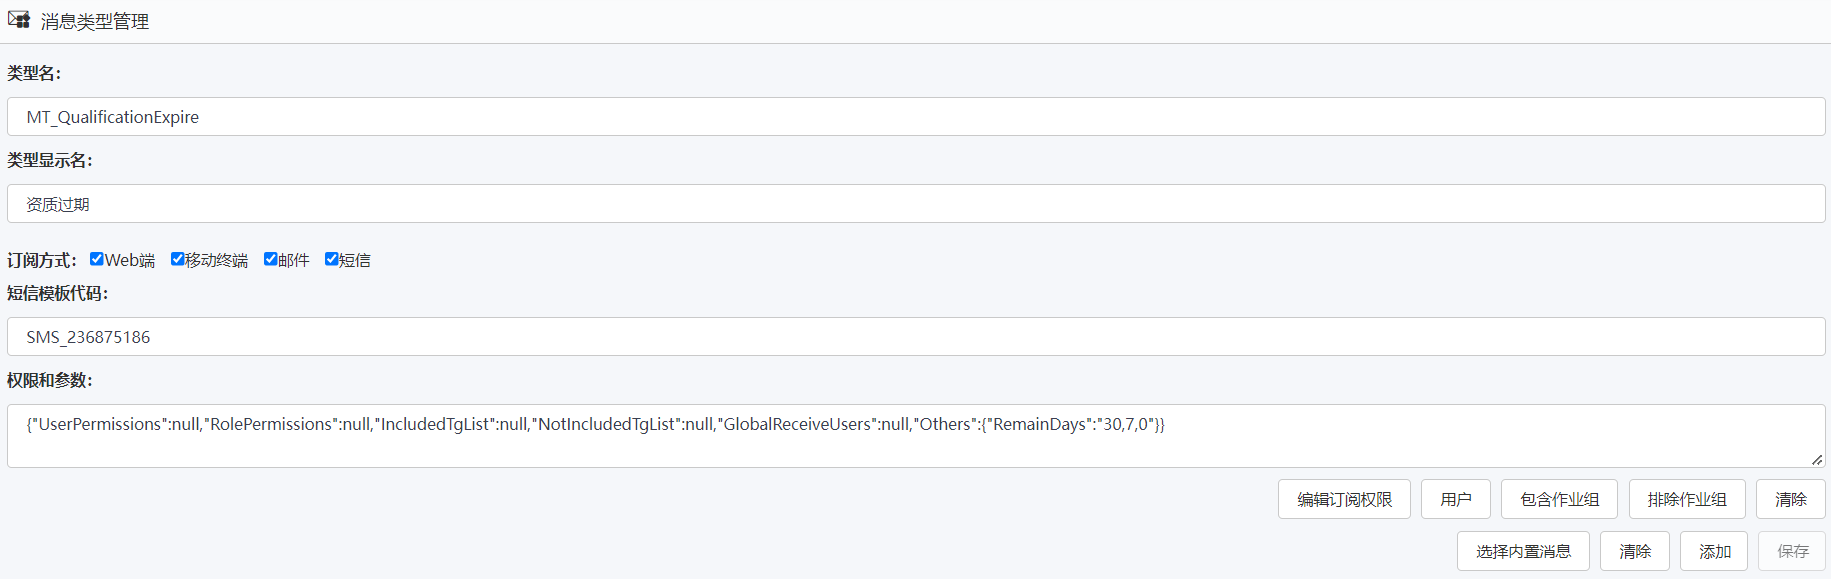 消息类型管理
类型名：
MT_QualificationExpire
类型显示名：
资质过期
订阅方式： Web端 移动终端 邮件 短信
短信模板代码：
SMS_236875186
权限和参数：
{"UserPermissions":null,"RolePermissions":null,"IncludedTgList":null,"NotIncludedTgList":null,"GlobalReceiveUsers":null,"Others":{"RemainDays":"30,7,0"}}
编辑订阅权限 用户 包含作业组 排除作业组 清除
选择内置消息 清除 添加 保存